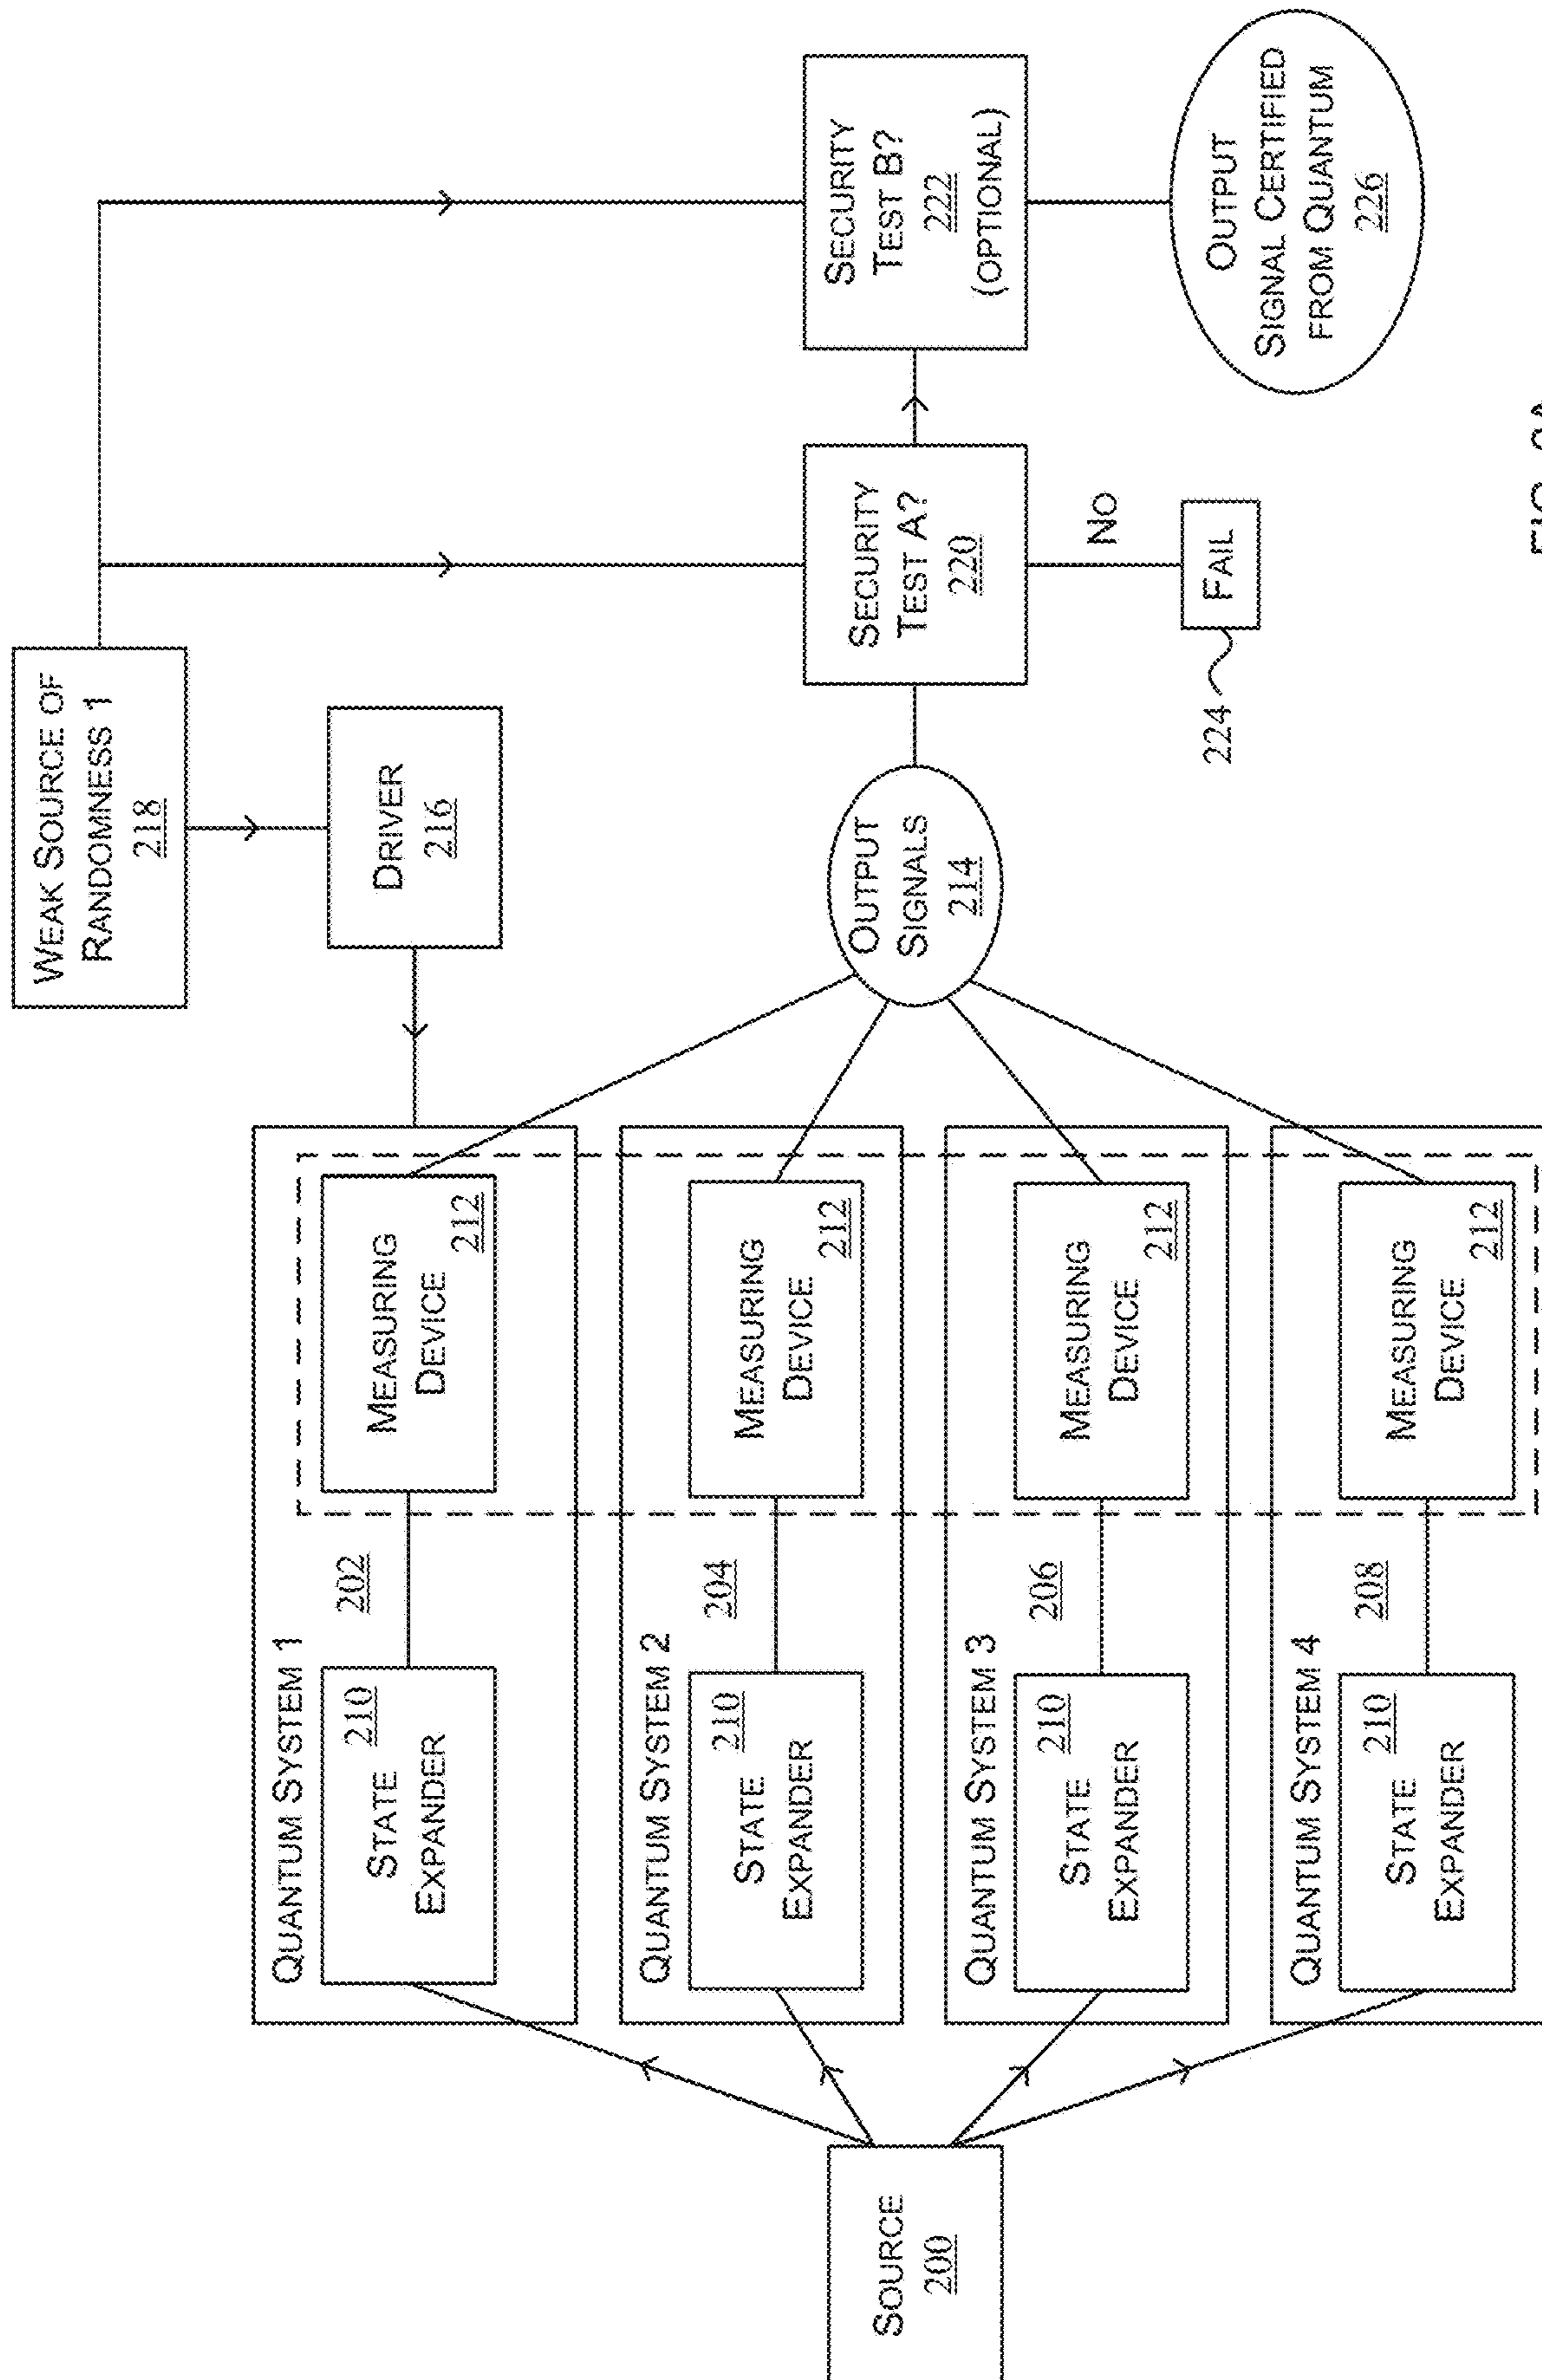 WEAK SOURCE OF
RANDOMNESS 1
218
DRIVER
216
SOURCE
200
QUANTUM SYSTEM 1
202
210
STATE
EXPANDER
MEASURING
DEVICE
212
QUANTUM SYSTEM 2
204
210
STATE
EXPANDER
MEASURING
DEVICE
212
QUANTUM SYSTEM 3
206
210
STATE
EXPANDER
MEASURING
DEVICE
212
QUANTUM SYSTEM 4
208
210
STATE
EXPANDER
MEASURING
DEVICE
212
OUTPUT
SIGNALS
214
SECURITY
TEST A?
220
NO
224
FAIL
SECURITY
TEST B?
222
(OPTIONAL)
OUTPUT
SIGNAL CERTIFIED
FROM QUANTUM
226